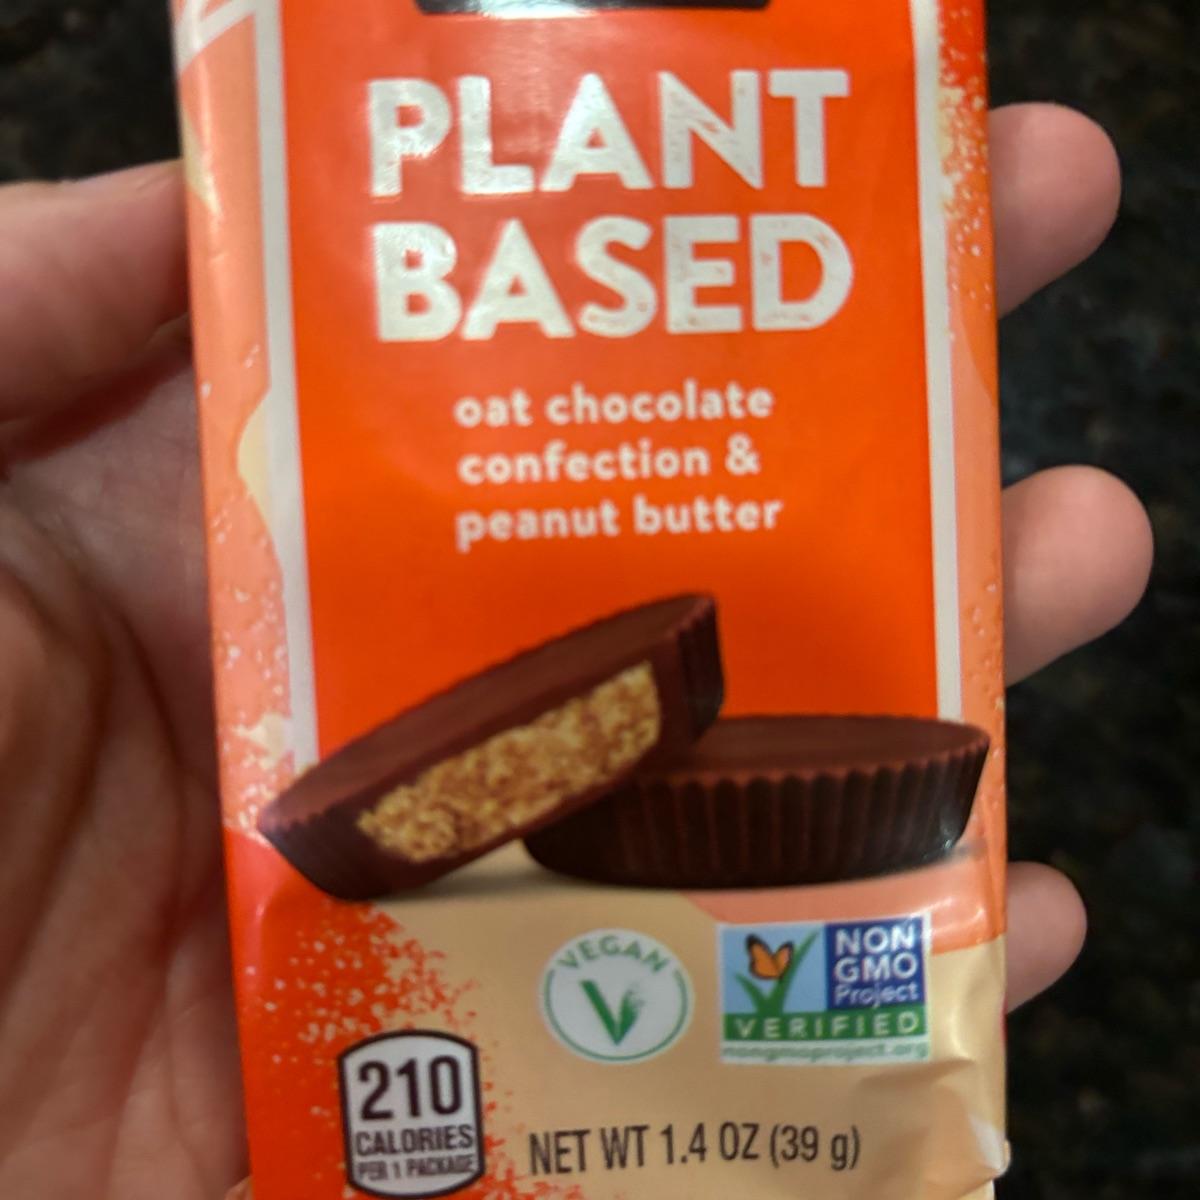 PLANT
BASED
oat chocolate
confection &
peanut butter
VEGAN
V
NON
GMO
Project
VERIFIED
nongmoproject.org
210
CALORIES
PER 1 PACKAGE
NET WT 1.4 OZ (39 g)